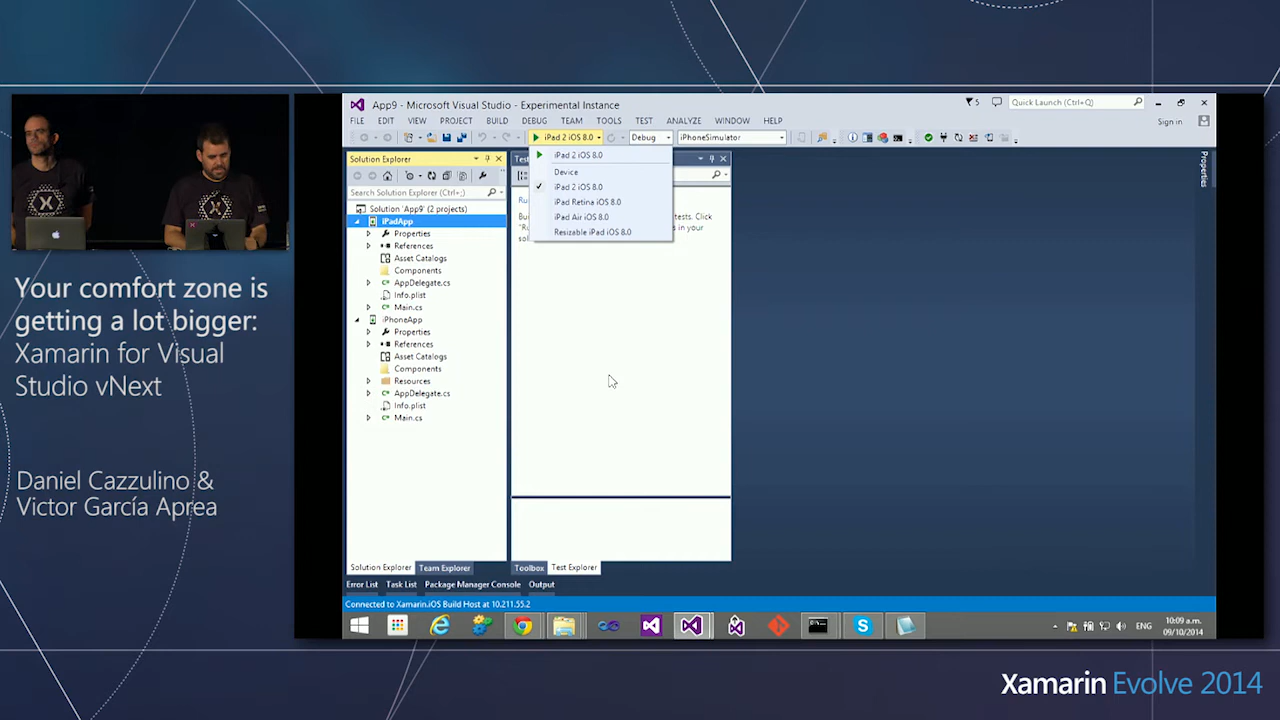 App9 - Microsoft Visual Studio - Experimental Instance
5
Quick Launch (Ctrl+Q)
FILE EDIT VIEW PROJECT BUILD DEBUG TEAM TOOLS TEST ANALYZE WINDOW HELP
Sign in
iPad 2 iOS 8.0
Debug
iPhoneSimulator
Solution Explorer
Search Solution Explorer (Ctrl+;)
Solution 'App9' (2 projects)
iPadApp
Properties
References
Asset Catalogs
Components
AppDelegate.cs
Info.plist
Main.cs
iPhoneApp
Properties
References
Asset Catalogs
Components
Resources
AppDelegate.cs
Info.plist
Main.cs
iPad 2 iOS 8.0
Device
iPad 2 iOS 8.0
iPad Retina iOS 8.0
iPad Air iOS 8.0
Resizable iPad iOS 8.0
tests. Click
s in your
Properties
Solution Explorer Team Explorer
Toolbox Test Explorer
Error List Task List Package Manager Console Output
Connected to Xamarin.iOS Build Host at 10.211.55.2
ENG
10:09 a.m.
09/10/2014
Your comfort zone is
getting a lot bigger:
Xamarin for Visual
Studio vNext
Daniel Cazzulino &
Victor García Aprea
Xamarin Evolve 2014